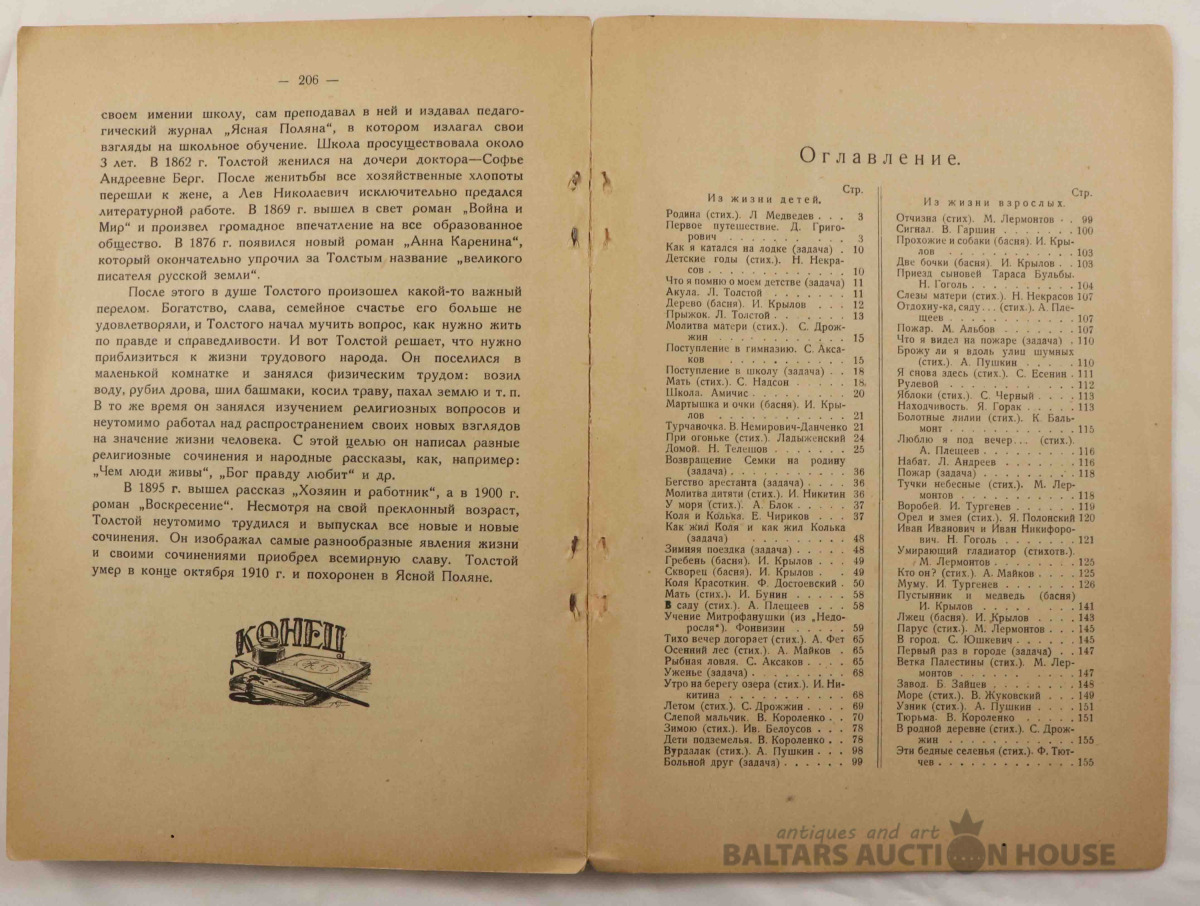 — 206 —
своем имении школу, сам преподавал в ней и издавал педаго-
гический журнал „Ясная Поляна“, в котором излагал свои
взгляды на школьное обучение. Школа просуществовала около
3 лет. В 1862 г. Толстой женился на дочери доктора—Софье
Андреевне Берг. После женитьбы все хозяйственные хлопоты
перешли к жене, а Лев Николаевич исключительно предался
литературной работе. В 1869 г. вышел в свет роман „Война и
Мир“ и произвел громадное впечатление на все образованное
общество. В 1876 г. появился новый роман „Анна Каренина“,
который окончательно упрочил за Толстым название „великого
писателя русской земли“.
После этого в душе Толстого произошел какой-то важный
перелом. Богатство, слава, семейное счастье его больше не
удовлетворяли, и Толстого начал мучить вопрос, как нужно жить
по правде и справедливости. И вот Толстой решает, что нужно
приблизиться к жизни трудового народа. Он поселился в
маленькой комнатке и занялся физическим трудом: возил
воду, рубил дрова, шил башмаки, косил траву, пахал землю и т. п.
В то же время он занялся изучением религиозных вопросов и
неутомимо работал над распространением своих новых взглядов
на значение жизни человека. С этой целью он написал разные
религиозные сочинения и народные рассказы, как, например:
„Чем люди живы“, „Бог правду любит“ и др.
В 1895 г. вышел рассказ „Хозяин и работник“, а в 1900 г.
роман „Воскресение“. Несмотря на свой преклонный возраст,
Толстой неутомимо трудился и выпускал все новые и новые
сочинения. Он изображал самые разнообразные явления жизни
и своими сочинениями приобрел всемирную славу. Толстой
умер в конце октября 1910 г. и похоронен в Ясной Поляне.
КОНЕЦ
Оглавление.
Стр.
Из жизни детей.
Родина (стих.). Л Медведев . . . 3
Первое путешествие. Д. Григо-
рович . . . . . . . . . 3
Как я катался на лодке (задача) . 10
Детские годы (стих.). Н. Некра-
сов . . . . . . . . . . 10
Что я помню о моем детстве (задача) 11
Акула. Л. Толстой . . . . . . . 11
Дерево (басня). И. Крылов . . . 12
Прыжок. Л. Толстой . . . . . . 13
Молитва матери (стих.). С. Дрож-
жин . . . . . . . . . . 15
Поступление в гимназию. С. Акса-
ков . . . . . . . . . . 15
Поступление в школу (задача) . . 18
Мать (стих.). С. Надсон . . . . 18
Школа. Амичис . . . . . . . . 20
Мартышка и очки (басня). И. Кры-
лов . . . . . . . . . . 21
Турчаночка. В. Немирович-Данченко 21
При огоньке (стих.). Ладыженский 24
Домой. Н. Телешов . . . . . . 25
Возвращение Семки на родину
(задача) . . . . . . . . . 36
Бегство арестанта (задача) . . . . 36
Молитва дитяти (стих.). И. Никитин 36
У моря (стих.). А. Блок . . . . . 37
Коля и Колька. Е. Чириков . . . 37
Как жил Коля и как жил Колька
(задача) . . . . . . . . . 48
Зимняя поездка (задача) . . . . . 48
Гребень (басня). И. Крылов . . . 49
Скворец (басня). И. Крылов . . 49
Коля Красоткин. Ф. Достоевский . 50
Мать (стих.). И. Бунин . . . . . 58
В саду (стих.). А. Плещеев . . . 58
Учение Митрофанушки (из „Недо-
росля“). Фонвизин . . . . . 59
Тихо вечер догорает (стих.). А. Фет 65
Осенний лес (стих.). А. Майков . 65
Рыбная ловля. С. Аксаков . . . . 65
Уженье (задача) . . . . . . . . 68
Утро на берегу озера (стих.). И. Ни-
китина . . . . . . . . . . 68
Летом (стих.). С. Дрожжин . . . . 69
Слепой мальчик. В. Короленко . . 70
Зимою (стих.). Ив. Белоусов . . . 78
Дети подземелья. В. Короленко . . 78
Вурдалак (стих.). А. Пушкин . . . 98
Больной друг (задача) . . . . . . 99
Стр.
Из жизни взрослых.
Отчизна (стих). М. Лермонтов . . 99
Сигнал. В. Гаршин . . . . . . . 100
Прохожие и собаки (басня). И. Кры-
лов . . . . . . . . . . 103
Две бочки (басня). И. Крылов . . 103
Приезд сыновей Тараса Бульбы.
Н. Гоголь . . . . . . . . . 104
Слезы матери (стих.). Н. Некрасов 107
Отдохну-ка, сяду . . . (стих.). А. Пле-
щеев . . . . . . . . . . . 107
Пожар. М. Альбов . . . . . . . 107
Что я видел на пожаре (задача) . 110
Брожу ли я вдоль улиц шумных
(стих.). А. Пушкин . . . . . 110
Я снова здесь (стих.). С. Есенин . 111
Рулевой . . . . . . . . . . . 112
Яблоки (стих.). С. Черный . . . . 113
Находчивость. Я. Горак . . . . . 113
Болотные лилии (стих.). К. Баль-
монт . . . . . . . . . . . 115
Люблю я под вечер... (стих.).
А. Плещеев . . . . . . . . 116
Набат. Л. Андреев . . . . . . . 116
Пожар (задача) . . . . . . . . 118
Тучки небесные (стих.). М. Лер-
монтов . . . . . . . . . . 118
Воробей. И. Тургенев . . . . . . 119
Орел и змея (стих.). Я. Полонский 120
Иван Иванович и Иван Никифоро-
вич. Н. Гоголь . . . . . . . 121
Умирающий гладиатор (стихотв.).
М. Лермонтов . . . . . . . 125
Кто он? (стих.). А. Майков . . . . 125
Муму. И. Тургенев . . . . . . . 126
Пустынник и медведь (басня)
И. Крылов . . . . . . . . 141
Лжец (басня). И. Крылов . . . . 143
Парус (стих.). М. Лермонтов . . . 145
В город. С. Юшкевич . . . . . . 145
Первый раз в городе (задача) . . 147
Ветка Палестины (стих.). М. Лер-
монтов . . . . . . . . . . 147
Завод. Б. Зайцев . . . . . . . . 148
Море (стих.). В. Жуковский . . . 149
Узник (стих.). А. Пушкин . . . . 151
Тюрьма. В. Короленко . . . . . 151
В родной деревне (стих.). С. Дрож-
жин . . . . . . . . . . . 155
Эти бедные селенья (стих.). Ф. Тют-
чев . . . . . . . . . . . . 155
antiques and art
BALTARS AUCTION HOUSE